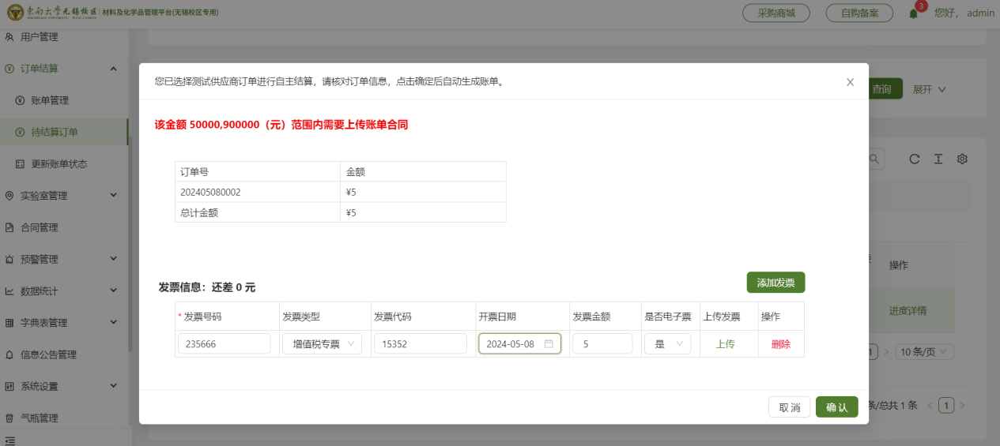 東南大學无锡校区 材料及化学品管理平台(无锡校区专用)
采购商城 自购备案 3 您好, admin
用户管理
订单结算
账单管理
待结算订单
更新账单状态
实验室管理
合同管理
预警管理
数据统计
字典表管理
信息公告管理
系统设置
气瓶管理
您已选择测试供应商订单进行自主结算，请核对订单信息，点击确定后自动生成账单。
该金额 50000,900000（元）范围内需要上传账单合同
订单号 金额
202405080002 ¥5
总计金额 ¥5
发票信息：还差 0 元 添加发票
* 发票号码 发票类型 发票代码 开票日期 发票金额 是否电子票 上传发票 操作
235666 增值税专票 15352 2024-05-08 5 是 上传 删除
取消 确认
查询 展开
操作
进度详情
1 10 条/页
条/总共 1 条 1